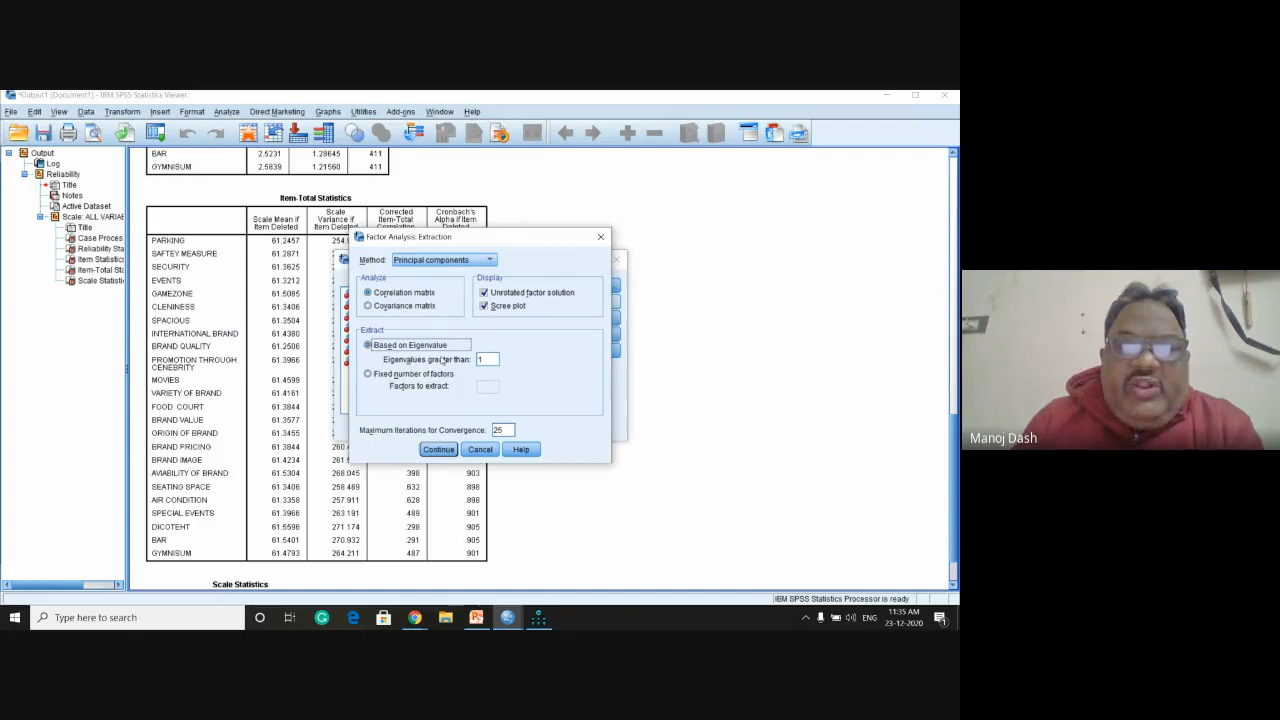 *Output1 [Document1] - IBM SPSS Statistics Viewer
File Edit View Data Transform Insert Format Analyze Direct Marketing Graphs Utilities Add-ons Window Help
Output
Log
Reliability
Title
Notes
Active Dataset
Scale: ALL VARIA
Title
Case Proces
Reliability Sta
Item Statistics
Item-Total Sta
Scale Statistic
BAR 2.5231 1.28645 411
GYMNISUM 2.5839 1.21560 411
Item-Total Statistics
Scale Mean if Item Deleted
Scale Variance if Item Deleted
Corrected Item-Total Correlation
Cronbach's Alpha if Item Deleted
PARKING 61.2457 254.
SAFTEY MEASURE 61.2871
SECURITY 61.3625
EVENTS 61.3212
GAMEZONE 61.5085
CLENINESS 61.3406
SPACIOUS 61.3504
INTERNATIONAL BRAND 61.4380
BRAND QUALITY 61.2506
PROMOTION THROUGH CENEBRITY 61.3966
MOVIES 61.4599
VARIETY OF BRAND 61.4161
FOOD COURT 61.3844
BRAND VALUE 61.3577
ORIGIN OF BRAND 61.3455
BRAND PRICING 61.3844 260.
BRAND IMAGE 61.4234 261.
AVIABILITY OF BRAND 61.5304 268.045 .398 .903
SEATING SPACE 61.3406 258.469 .632 .898
AIR CONDITION 61.3358 257.911 .628 .898
SPECIAL EVENTS 61.3966 263.191 .489 .901
DICOTEHT 61.5596 271.174 .298 .905
BAR 61.5401 270.932 .291 .905
GYMNISUM 61.4793 264.211 .487 .901
Scale Statistics
Factor Analysis: Extraction
Method: Principal components
Analyze
Correlation matrix
Covariance matrix
Display
Unrotated factor solution
Scree plot
Extract
Based on Eigenvalue
Eigenvalues greater than: 1
Fixed number of factors
Factors to extract:
Maximum Iterations for Convergence: 25
Continue Cancel Help
Manoj Dash
IBM SPSS Statistics Processor is ready
Type here to search
ENG
11:35 AM
23-12-2020